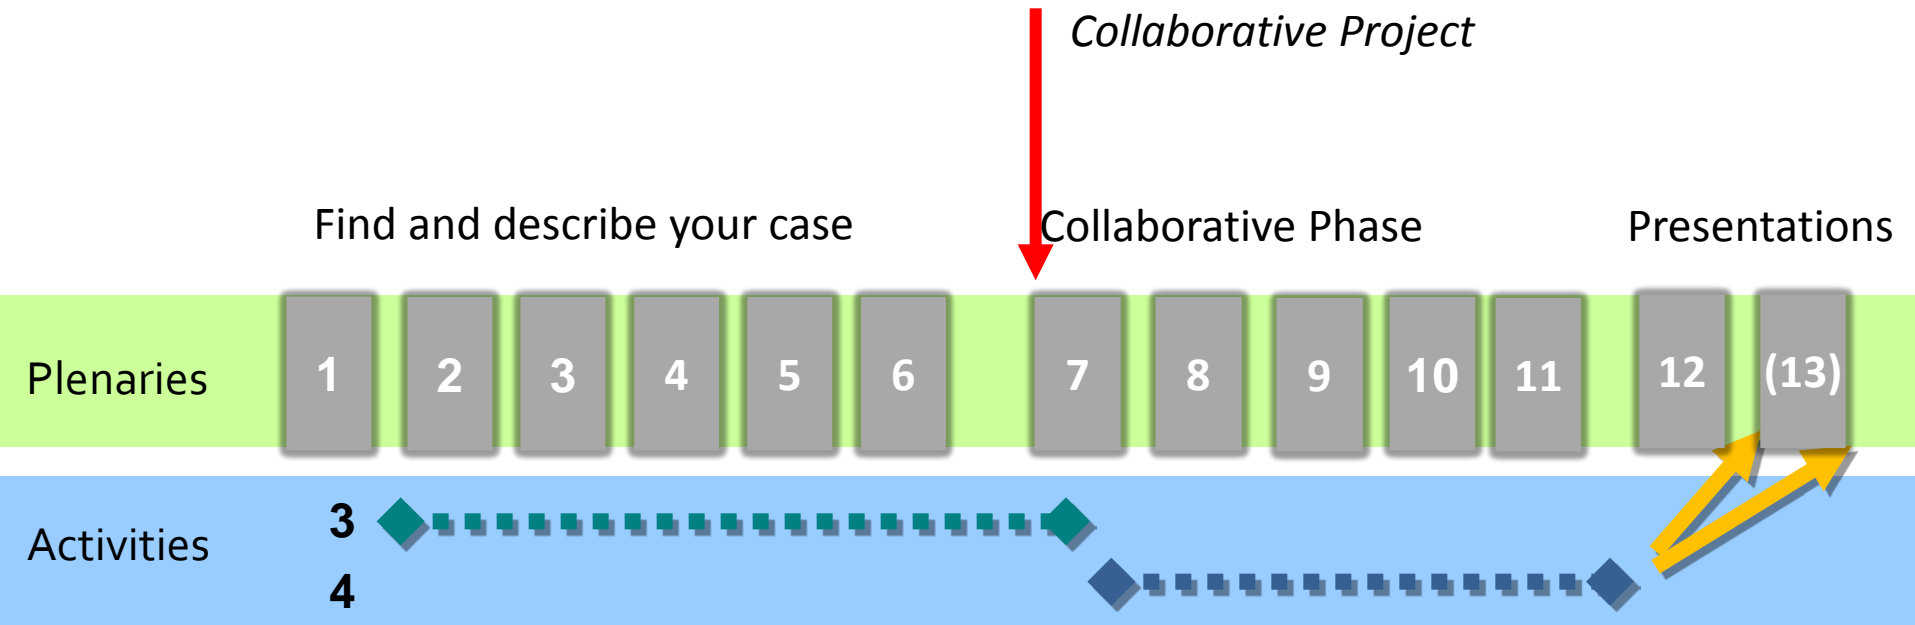 Collaborative Project
Find and describe your case
Collaborative Phase
Presentations
Plenaries 1 2 3 4 5 6 7 8 9 10 11 12 (13)
Activities
3
4